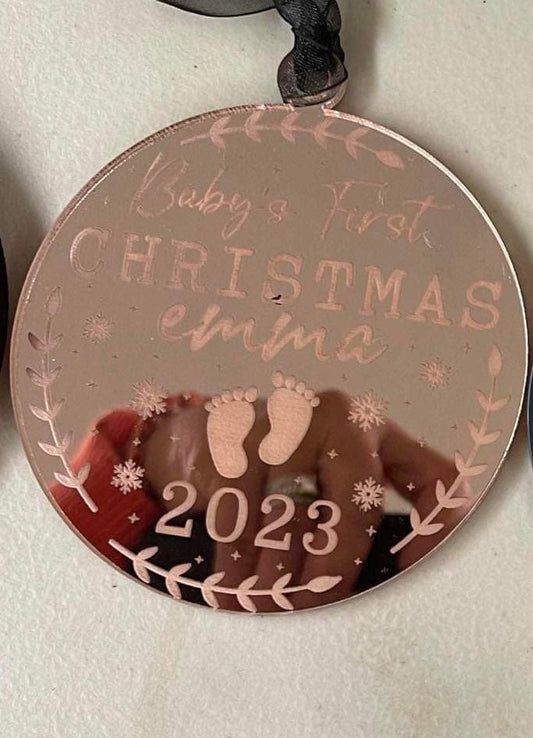 Baby's First
CHRISTMAS
emma
2023